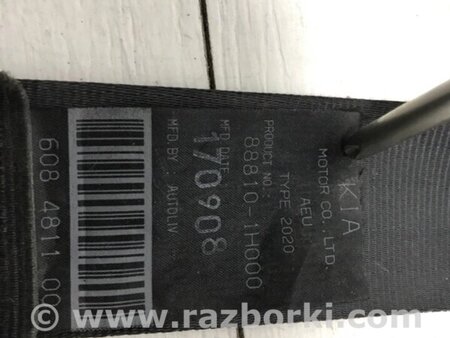 KIA
MOTOR CO., LTD.
AEU
TYPE 2020
PRODUCT NO.:
88810-1H000
MFD DATE:
170908
MFD.BY : AUTOLIV
608 4811 00
www.razborki.com